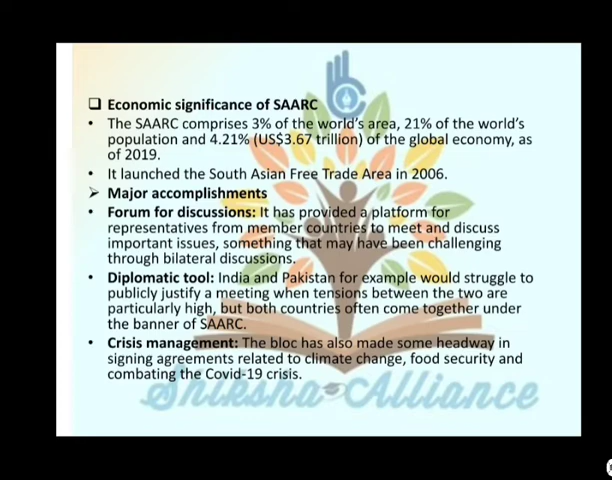 ❑ Economic significance of SAARC
• The SAARC comprises 3% of the world's area, 21% of the world's
population and 4.21% (US$3.67 trillion) of the global economy, as
of 2019.
• It launched the South Asian Free Trade Area in 2006.
➢ Major accomplishments
• Forum for discussions: It has provided a platform for
representatives from member countries to meet and discuss
important issues, something that may have been challenging
through bilateral discussions.
• Diplomatic tool: India and Pakistan for example would struggle to
publicly justify a meeting when tensions between the two are
particularly high, but both countries often come together under
the banner of SAARC.
• Crisis management: The bloc has also made some headway in
signing agreements related to climate change, food security and
combating the Covid-19 crisis.
Shiksha Alliance